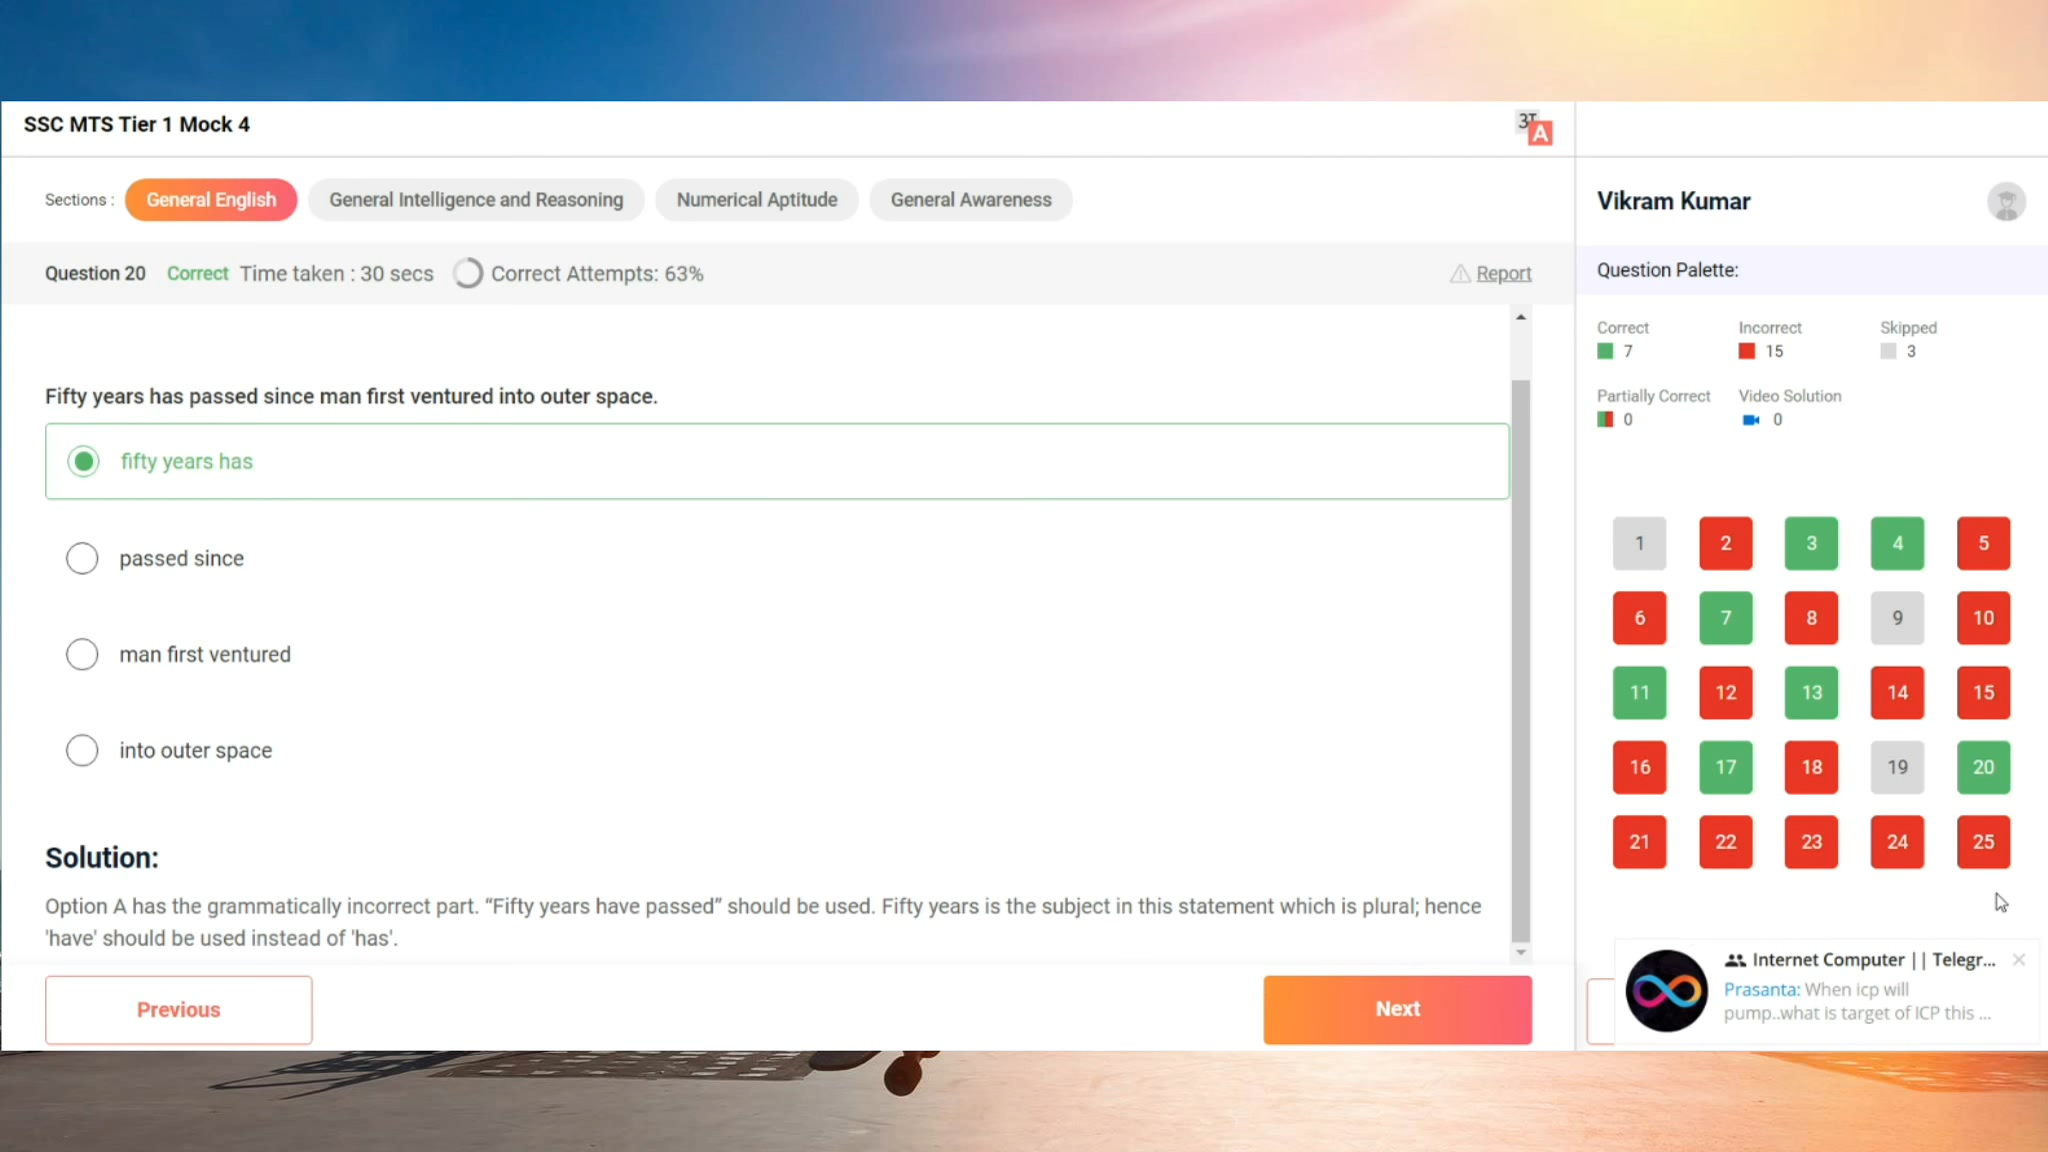 SSC MTS Tier 1 Mock 4
अ
A
Sections :
General English
General Intelligence and Reasoning
Numerical Aptitude
General Awareness
Question 20 Correct Time taken : 30 secs Correct Attempts: 63%
Report
Fifty years has passed since man first ventured into outer space.
fifty years has
passed since
man first ventured
into outer space
Solution:
Option A has the grammatically incorrect part. “Fifty years have passed” should be used. Fifty years is the subject in this statement which is plural; hence
'have' should be used instead of 'has'.
Previous
Next
Vikram Kumar
Question Palette:
Correct Incorrect Skipped
7 15 3
Partially Correct Video Solution
0 0
1 2 3 4 5
6 7 8 9 10
11 12 13 14 15
16 17 18 19 20
21 22 23 24 25
Internet Computer || Telegr...
Prasanta: When icp will
pump..what is target of ICP this ...